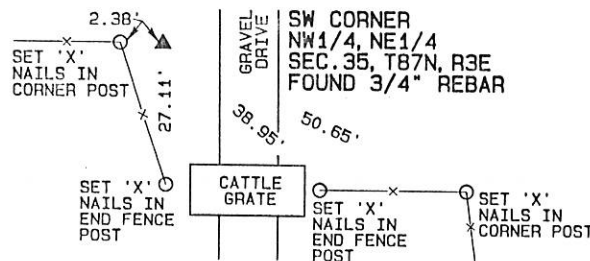 2.38'
SET 'X'
NAILS IN
CORNER POST
27.11'
GRAVEL
DRIVE
SW CORNER
NW1/4, NE1/4
SEC.35, T87N, R3E
FOUND 3/4" REBAR
38.95'
50.65'
SET 'X'
NAILS IN
END FENCE
POST
CATTLE
GRATE
SET 'X'
NAILS IN
END FENCE
POST
SET 'X'
NAILS IN
CORNER POST